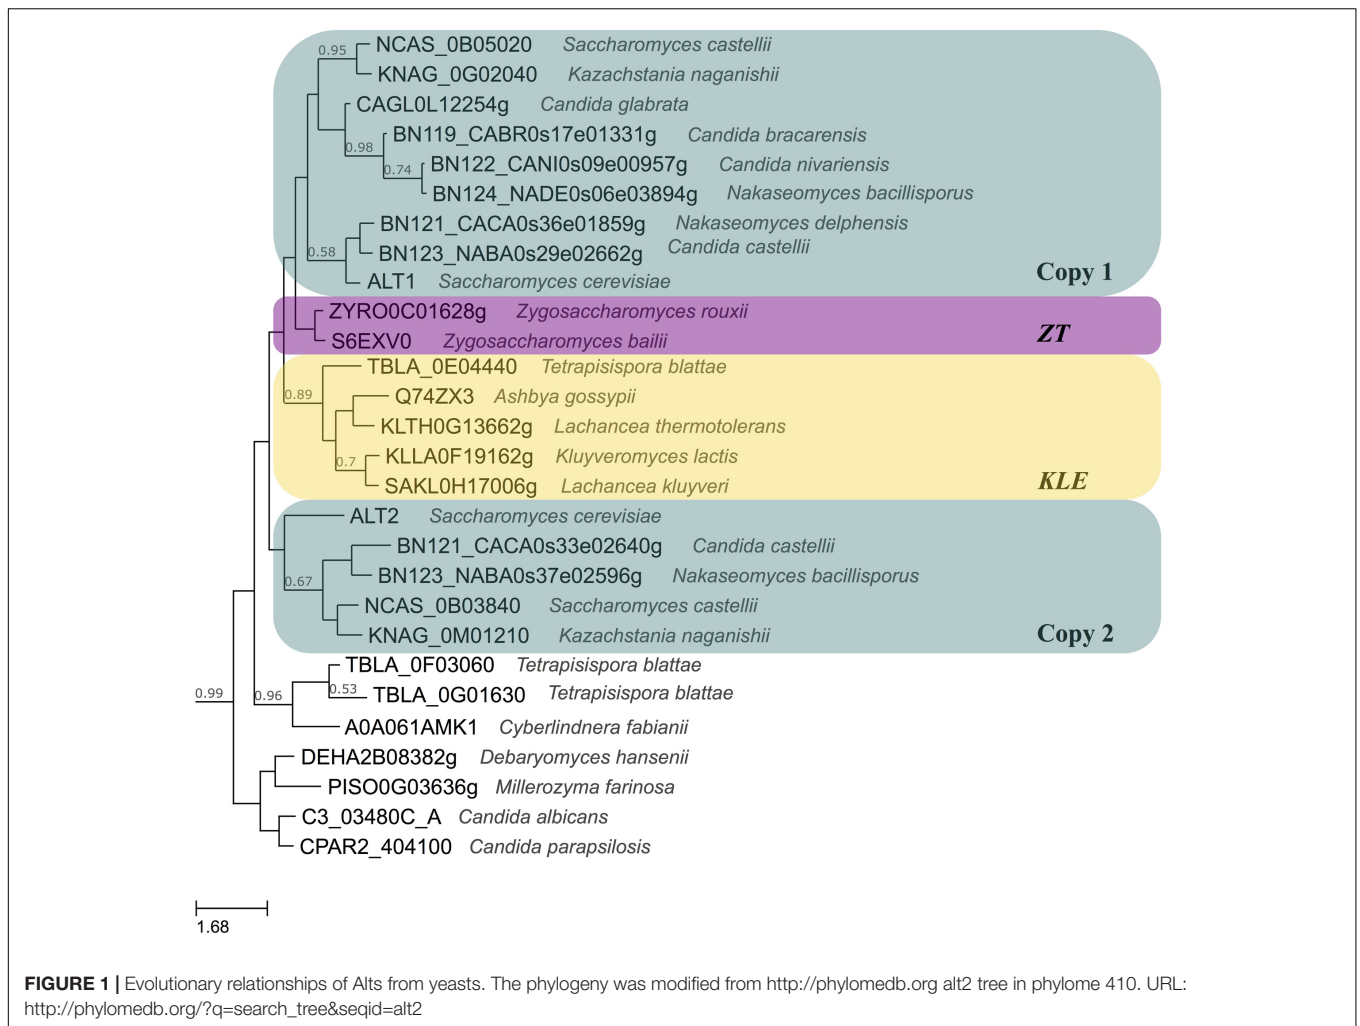 0.95 NCAS_0B05020 Saccharomyces castellii
KNAG_0G02040 Kazachstania naganishii
CAGL0L12254g Candida glabrata
BN119_CABR0s17e01331g Candida bracarensis
0.98
0.74 BN122_CANI0s09e00957g Candida nivariensis
BN124_NADE0s06e03894g Nakaseomyces bacillisporus
BN121_CACA0s36e01859g Nakaseomyces delphensis
0.58 BN123_NABA0s29e02662g Candida castellii
ALT1 Saccharomyces cerevisiae
Copy 1
ZYRO0C01628g Zygosaccharomyces rouxii
S6EXV0 Zygosaccharomyces bailii
ZT
TBLA_0E04440 Tetrapisispora blattae
0.89 Q74ZX3 Ashbya gossypii
KLTH0G13662g Lachancea thermotolerans
0.7 KLLA0F19162g Kluyveromyces lactis
SAKL0H17006g Lachancea kluyveri
KLE
ALT2 Saccharomyces cerevisiae
BN121_CACA0s33e02640g Candida castellii
0.67 BN123_NABA0s37e02596g Nakaseomyces bacillisporus
NCAS_0B03840 Saccharomyces castellii
KNAG_0M01210 Kazachstania naganishii
Copy 2
TBLA_0F03060 Tetrapisispora blattae
0.99 0.96 0.53 TBLA_0G01630 Tetrapisispora blattae
A0A061AMK1 Cyberlindnera fabianii
DEHA2B08382g Debaryomyces hansenii
PISO0G03636g Millerozyma farinosa
C3_03480C_A Candida albicans
CPAR2_404100 Candida parapsilosis
1.68
FIGURE 1 | Evolutionary relationships of Alts from yeasts. The phylogeny was modified from http://phylomedb.org alt2 tree in phylome 410. URL:
http://phylomedb.org/?q=search_tree&seqid=alt2